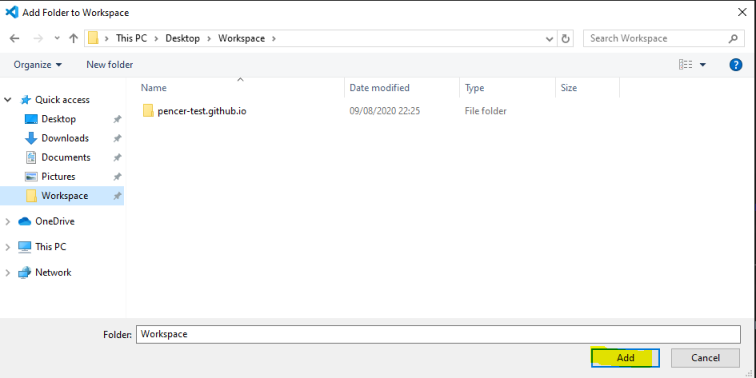 Add Folder to Workspace
This PC > Desktop > Workspace >
Search Workspace
Organize New folder
Name Date modified Type Size
Quick access
pencer-test.github.io 09/08/2020 22:25 File folder
Desktop
Downloads
Documents
Pictures
Workspace
OneDrive
This PC
Network
Folder: Workspace
Add Cancel